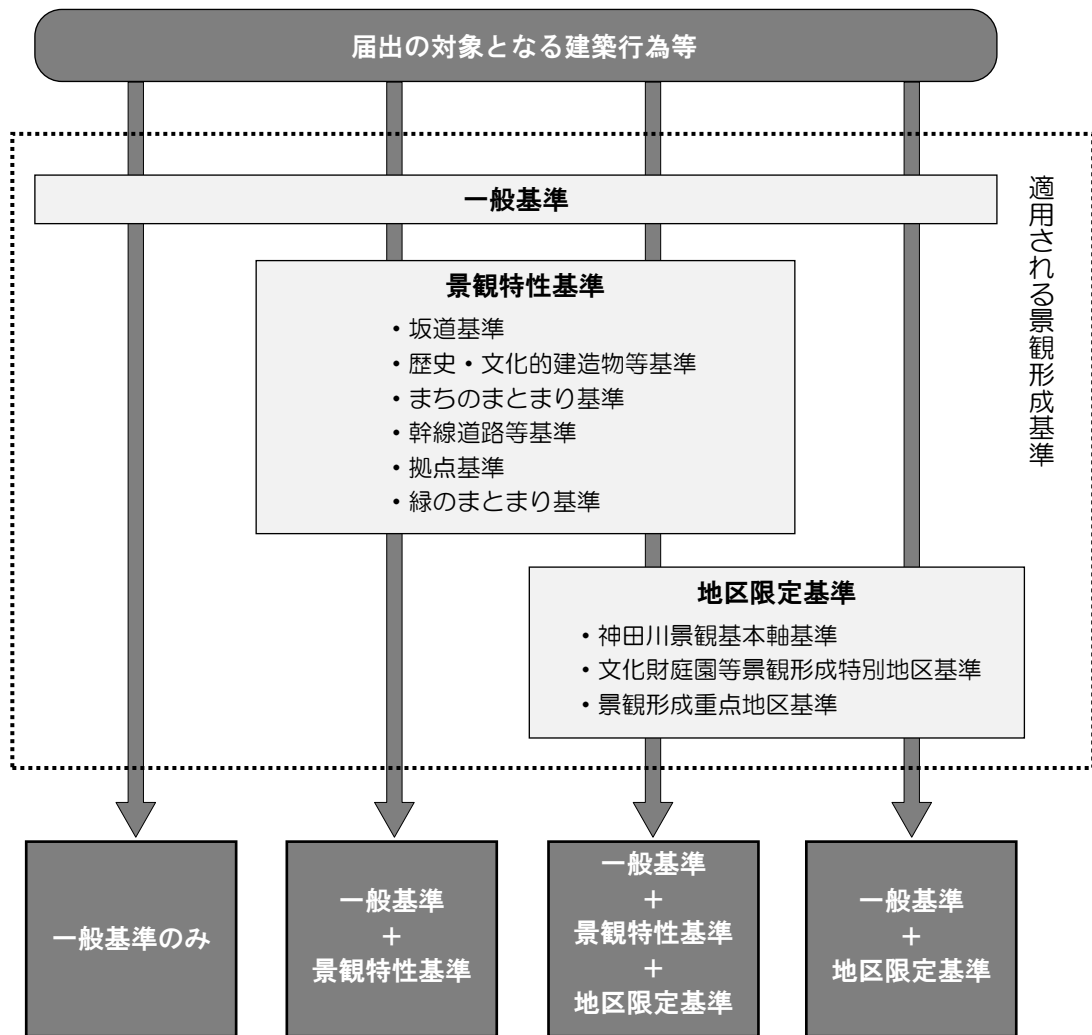 届出の対象となる建築行為等
一般基準
適用される景観形成基準
景観特性基準
・坂道基準
・歴史・文化的建造物等基準
・まちのまとまり基準
・幹線道路等基準
・拠点基準
・緑のまとまり基準
地区限定基準
・神田川景観基本軸基準
・文化財庭園等景観形成特別地区基準
・景観形成重点地区基準
一般基準のみ
一般基準
+
景観特性基準
一般基準
+
景観特性基準
+
地区限定基準
一般基準
+
地区限定基準